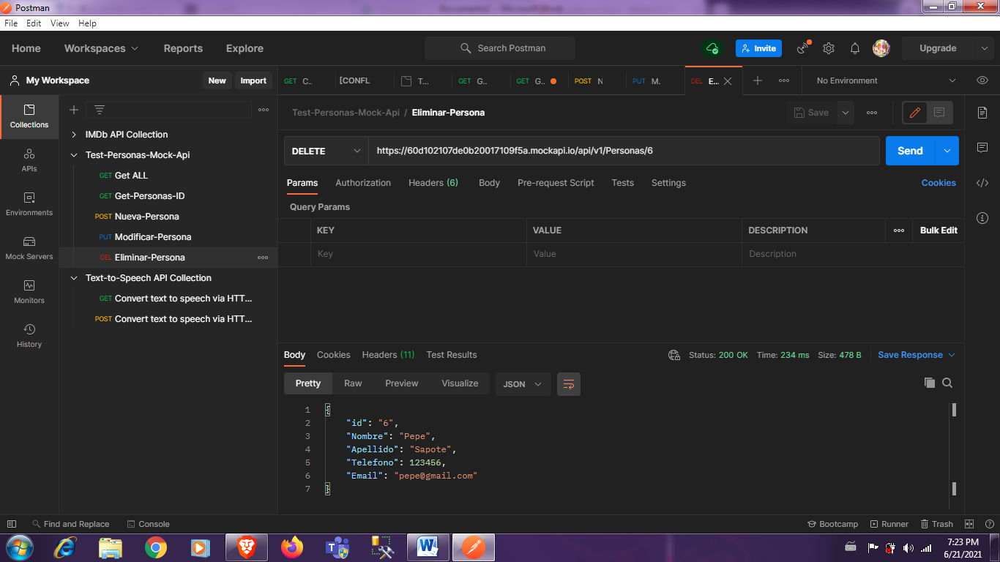 Postman
File Edit View Help
Home Workspaces Reports Explore Search Postman Invite Upgrade
My Workspace New Import
GET C.. [CONFL T... GET G.. GET G.. POST N PUT M. DEL E... No Environment
Test-Personas-Mock-Api / Eliminar-Persona Save
DELETE https://60d102107de0b20017109f5a.mockapi.io/api/v1/Personas/6 Send
Params Authorization Headers (6) Body Pre-request Script Tests Settings Cookies
Query Params
KEY VALUE DESCRIPTION Bulk Edit
Key Value Description
Collections
APIs
Environments
Mock Servers
Monitors
History
IMDb API Collection
Test-Personas-Mock-Api
GET Get ALL
GET Get-Personas-ID
POST Nueva-Persona
PUT Modificar-Persona
DEL Eliminar-Persona
Text-to-Speech API Collection
GET Convert text to speech via HTT...
POST Convert text to speech via HTT...
Body Cookies Headers (11) Test Results Status: 200 OK Time: 234 ms Size: 478 B Save Response
Pretty Raw Preview Visualize JSON
1 {
2 "id": "6",
3 "Nombre": "Pepe",
4 "Apellido": "Sapote",
5 "Telefono": 123456,
6 "Email": "pepe@gmail.com"
7 }
Find and Replace Console Bootcamp Runner Trash
7:23 PM
6/21/2021